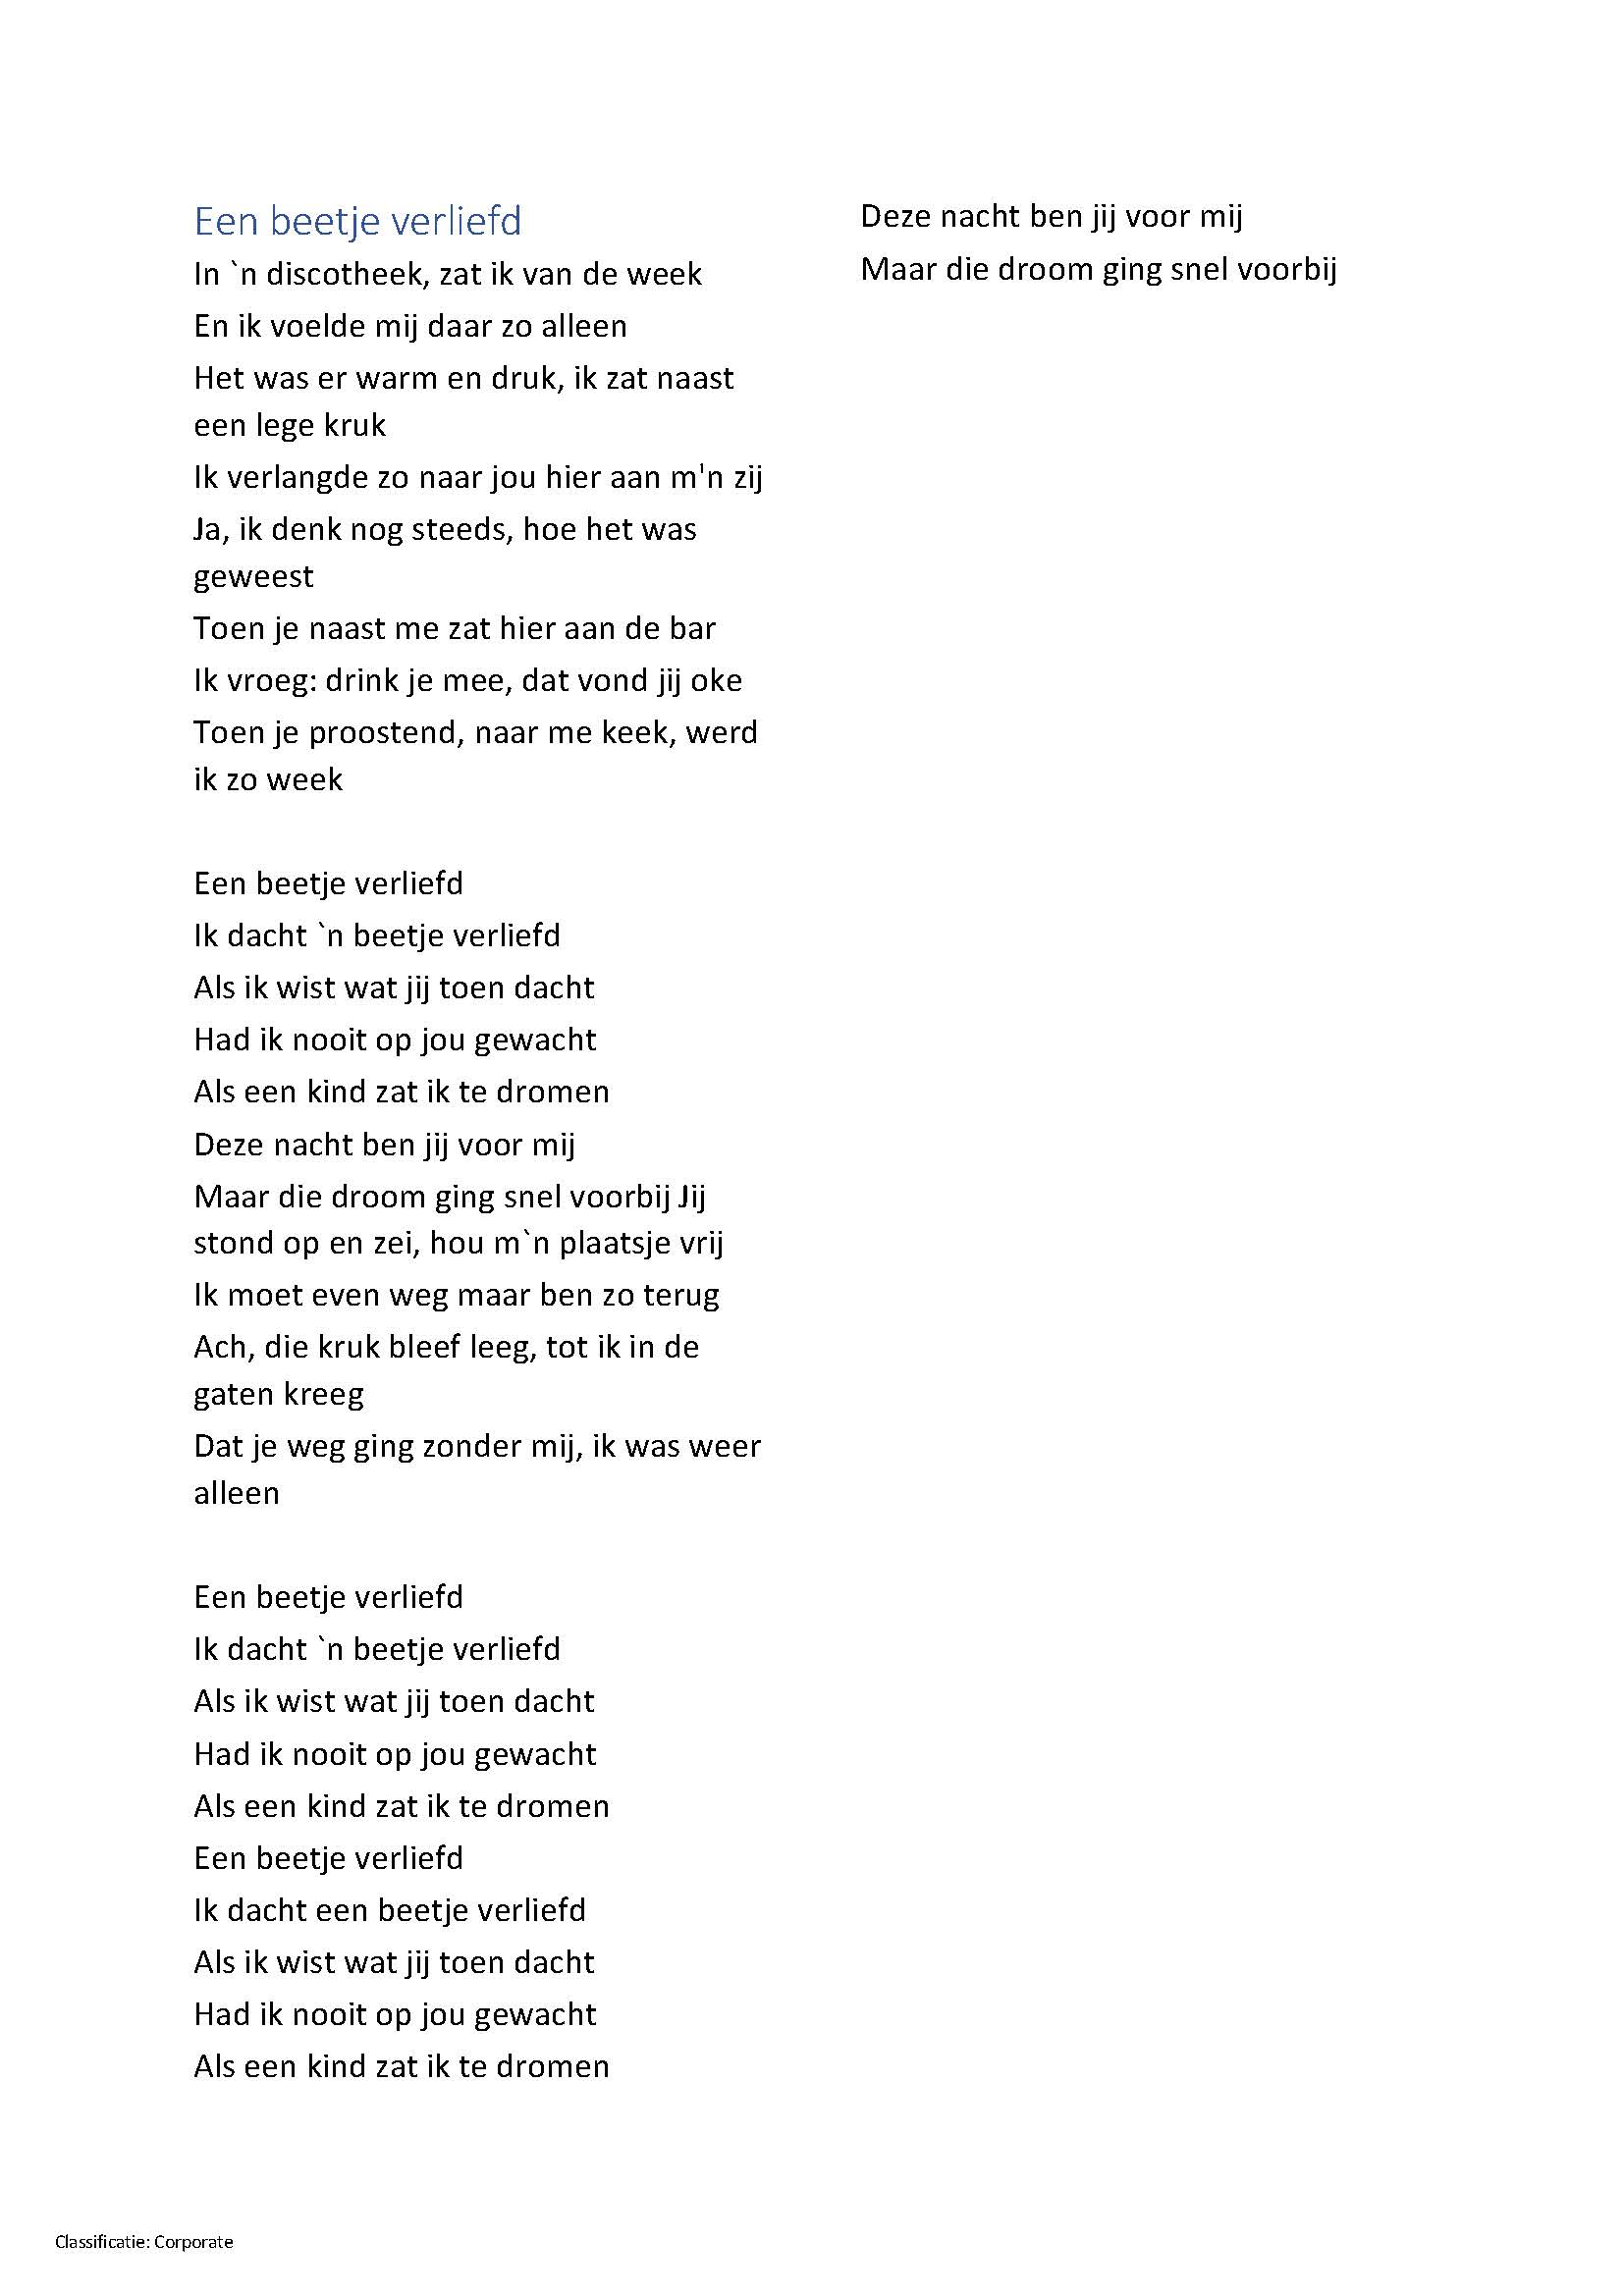 Een beetje verliefd
In `n discotheek, zat ik van de week
En ik voelde mij daar zo alleen
Het was er warm en druk, ik zat naast
een lege kruk
Ik verlangde zo naar jou hier aan m'n zij
Ja, ik denk nog steeds, hoe het was
geweest
Toen je naast me zat hier aan de bar
Ik vroeg: drink je mee, dat vond jij oke
Toen je proostend, naar me keek, werd
ik zo week

Een beetje verliefd
Ik dacht `n beetje verliefd
Als ik wist wat jij toen dacht
Had ik nooit op jou gewacht
Als een kind zat ik te dromen
Deze nacht ben jij voor mij
Maar die droom ging snel voorbij Jij
stond op en zei, hou m`n plaatsje vrij
Ik moet even weg maar ben zo terug
Ach, die kruk bleef leeg, tot ik in de
gaten kreeg
Dat je weg ging zonder mij, ik was weer
alleen

Een beetje verliefd
Ik dacht `n beetje verliefd
Als ik wist wat jij toen dacht
Had ik nooit op jou gewacht
Als een kind zat ik te dromen
Een beetje verliefd
Ik dacht een beetje verliefd
Als ik wist wat jij toen dacht
Had ik nooit op jou gewacht
Als een kind zat ik te dromen
Deze nacht ben jij voor mij
Maar die droom ging snel voorbij
Classificatie: Corporate